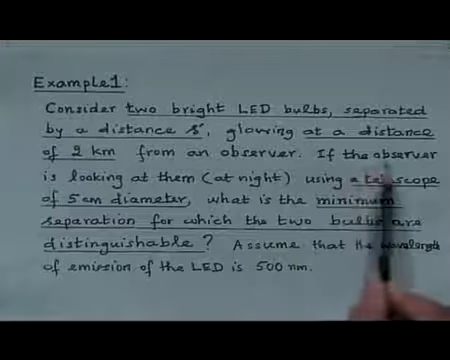 Example 1:
Consider two bright LED bulbs, separated
by a distance s, glowing at a distance
of 2 km from an observer. If the observer
is looking at them (at night) using a telescope
of 5 cm diameter, what is the minimum
separation for which the two bulbs are
distinguishable? Assume that the wavelength
of emission of the LED is 500 nm.